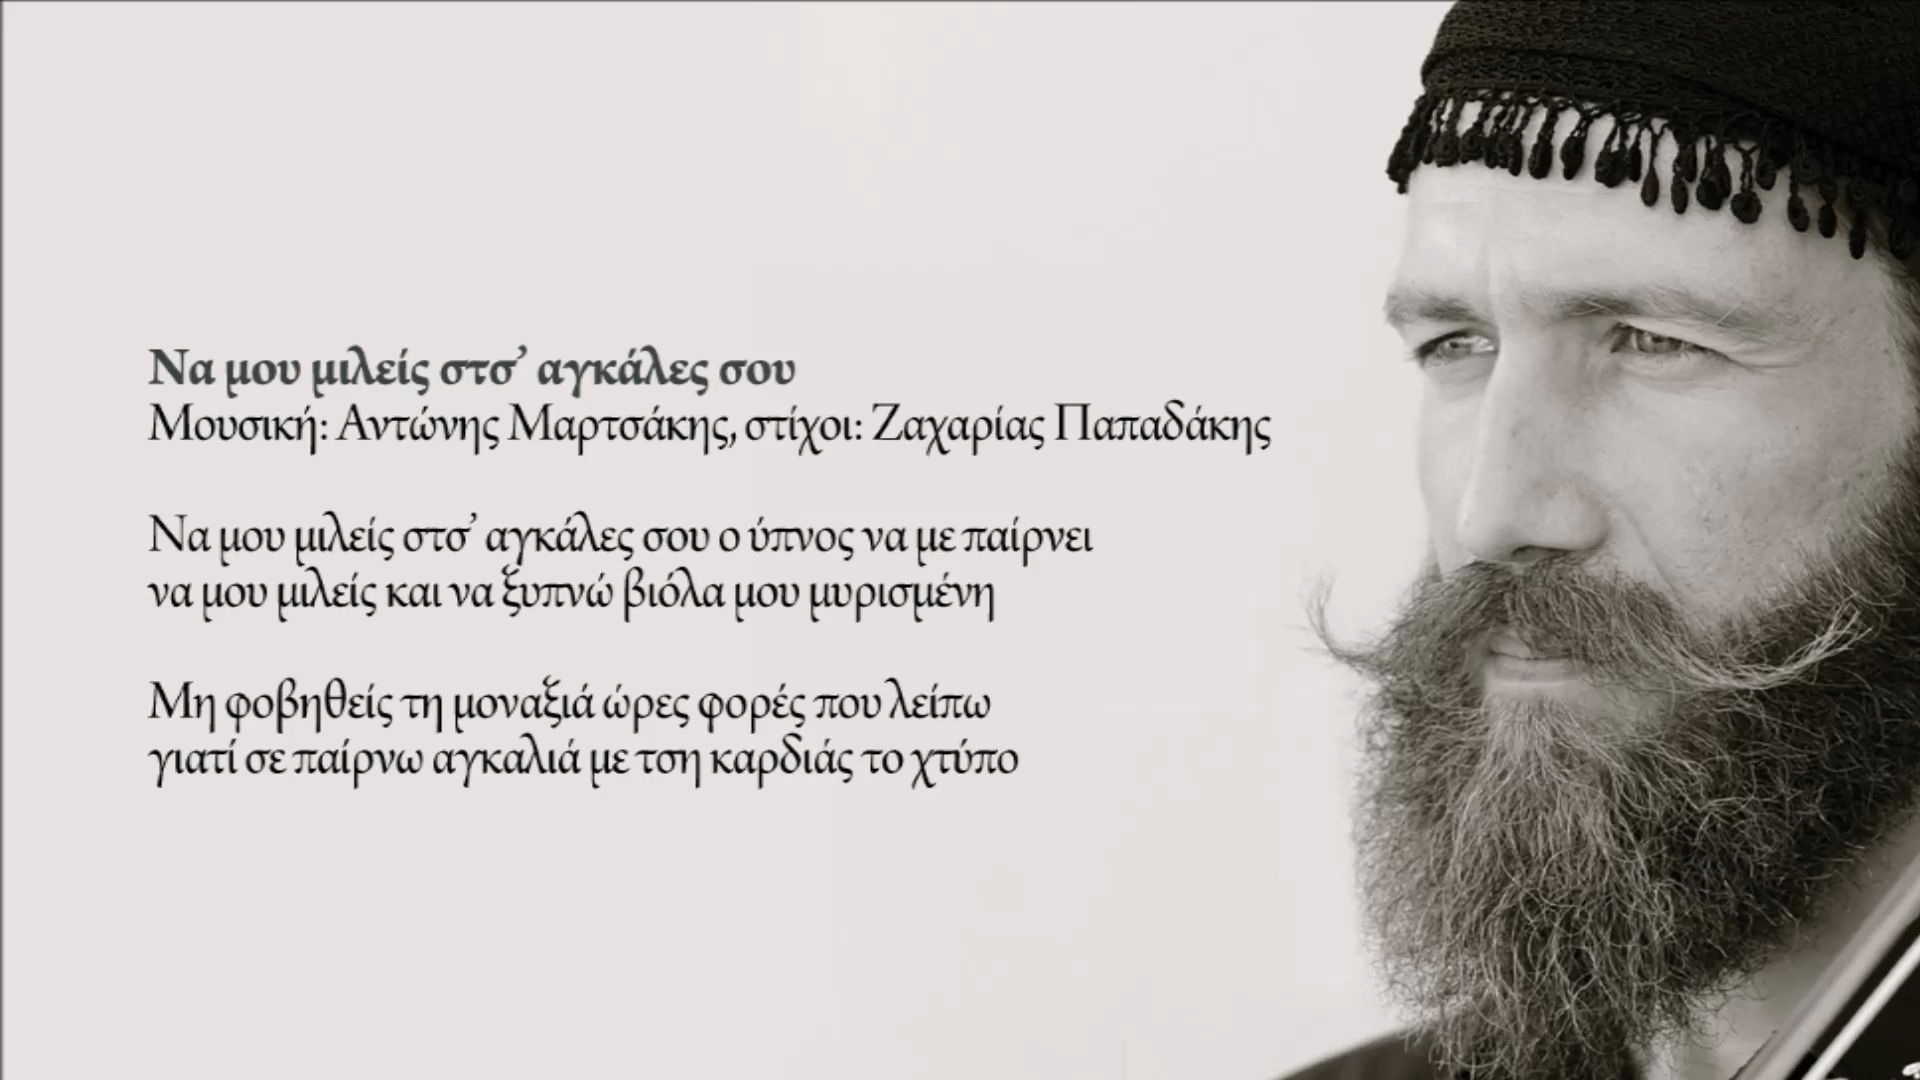 Να μου μιλείς στσ’ αγκάλες σου
Μουσική: Αντώνης Μαρτσάκης, στίχοι: Ζαχαρίας Παπαδάκης
Να μου μιλείς στσ’ αγκάλες σου ο ύπνος να με παίρνει
να μου μιλείς και να ξυπνώ βιόλα μου μυρισμένη
Μη φοβηθείς τη μοναξιά ώρες φορές που λείπω
γιατί σε παίρνω αγκαλιά με τση καρδιάς το χτύπο